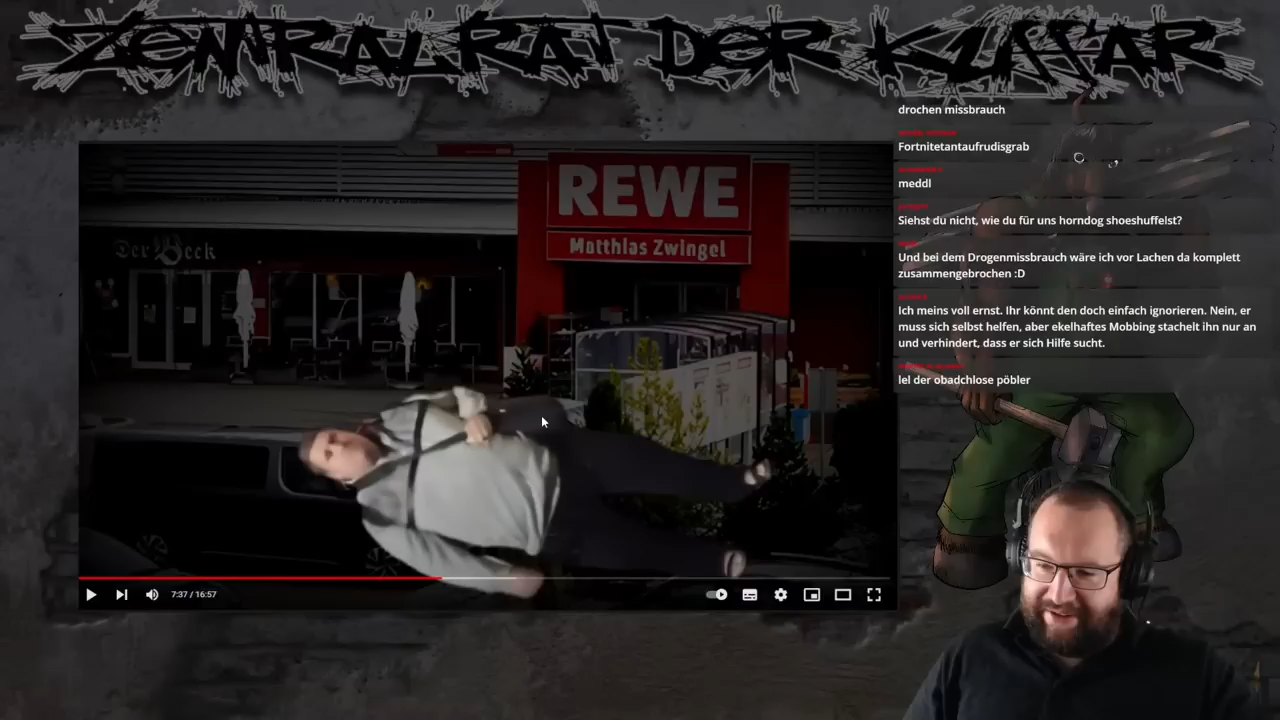 ZENTRALRAT DER KUFFAR
drochen missbrauch
Fortnitetantaufrudisgrab
meddl
Siehst du nicht, wie du für uns horndog shoeshuffelst?
Und bei dem Drogenmissbrauch wäre ich vor Lachen da komplett
zusammengebrochen :D
Ich meins voll ernst. Ihr könnt den doch einfach ignorieren. Nein, er
muss sich selbst helfen, aber ekelhaftes Mobbing stachelt ihn nur an
und verhindert, dass er sich Hilfe sucht.
lel der obadchlose pöbler
REWE
Matthias Zwingel
Der Beck
7:37 / 16:57